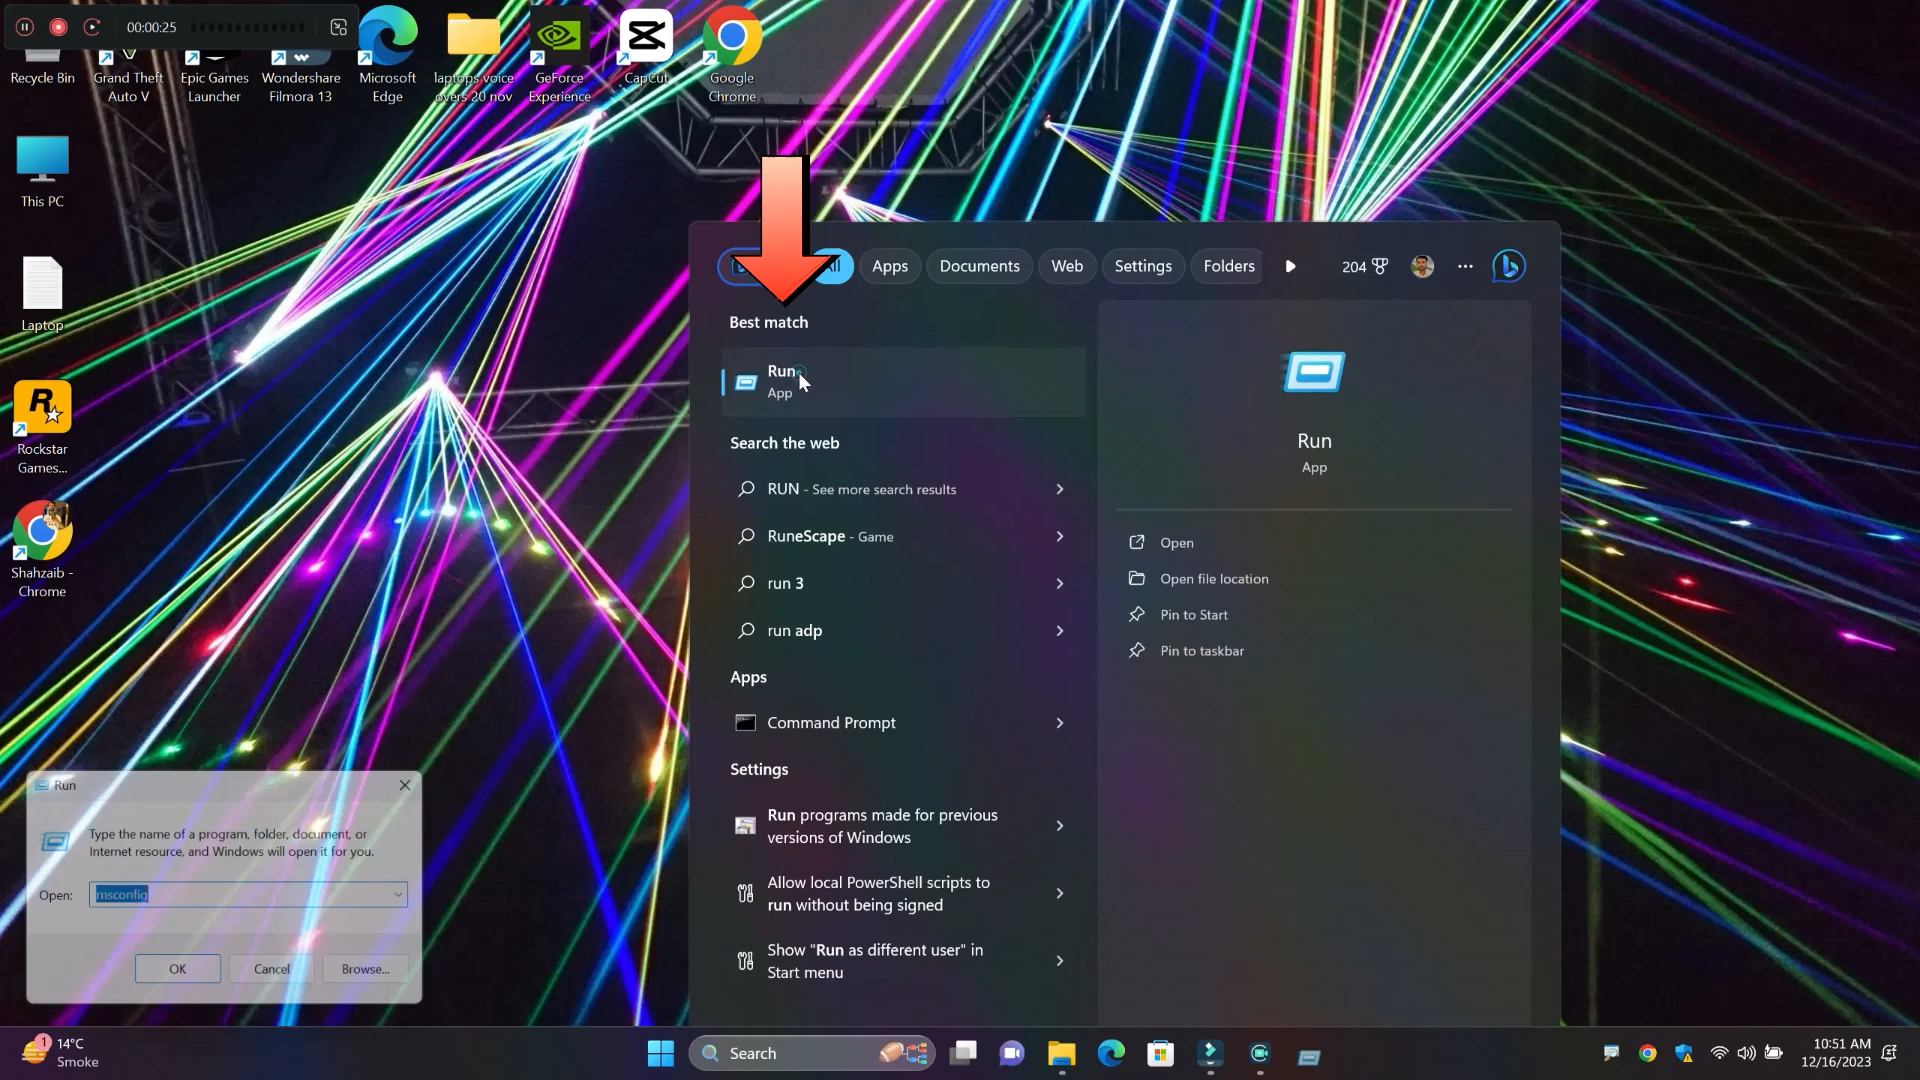 00:00:25
Recycle Bin
Grand Theft
Auto V
Epic Games
Launcher
Wondershare
Filmora 13
Microsoft
Edge
laptops voice
overs 20 nov
GeForce
Experience
CapCut
Google
Chrome
This PC
Laptop
Rockstar
Games...
Shahzaib -
Chrome
Apps
Documents
Web
Settings
Folders
204
Best match
Run
App
Search the web
RUN - See more search results
RuneScape - Game
run 3
run adp
Apps
Command Prompt
Settings
Run programs made for previous
versions of Windows
Allow local PowerShell scripts to
run without being signed
Show "Run as different user" in
Start menu
Run
App
Open
Open file location
Pin to Start
Pin to taskbar
Run
Type the name of a program, folder, document, or
Internet resource, and Windows will open it for you.
Open:
msconfig
OK
Cancel
Browse...
1
14°C
Smoke
Search
10:51 AM
12/16/2023